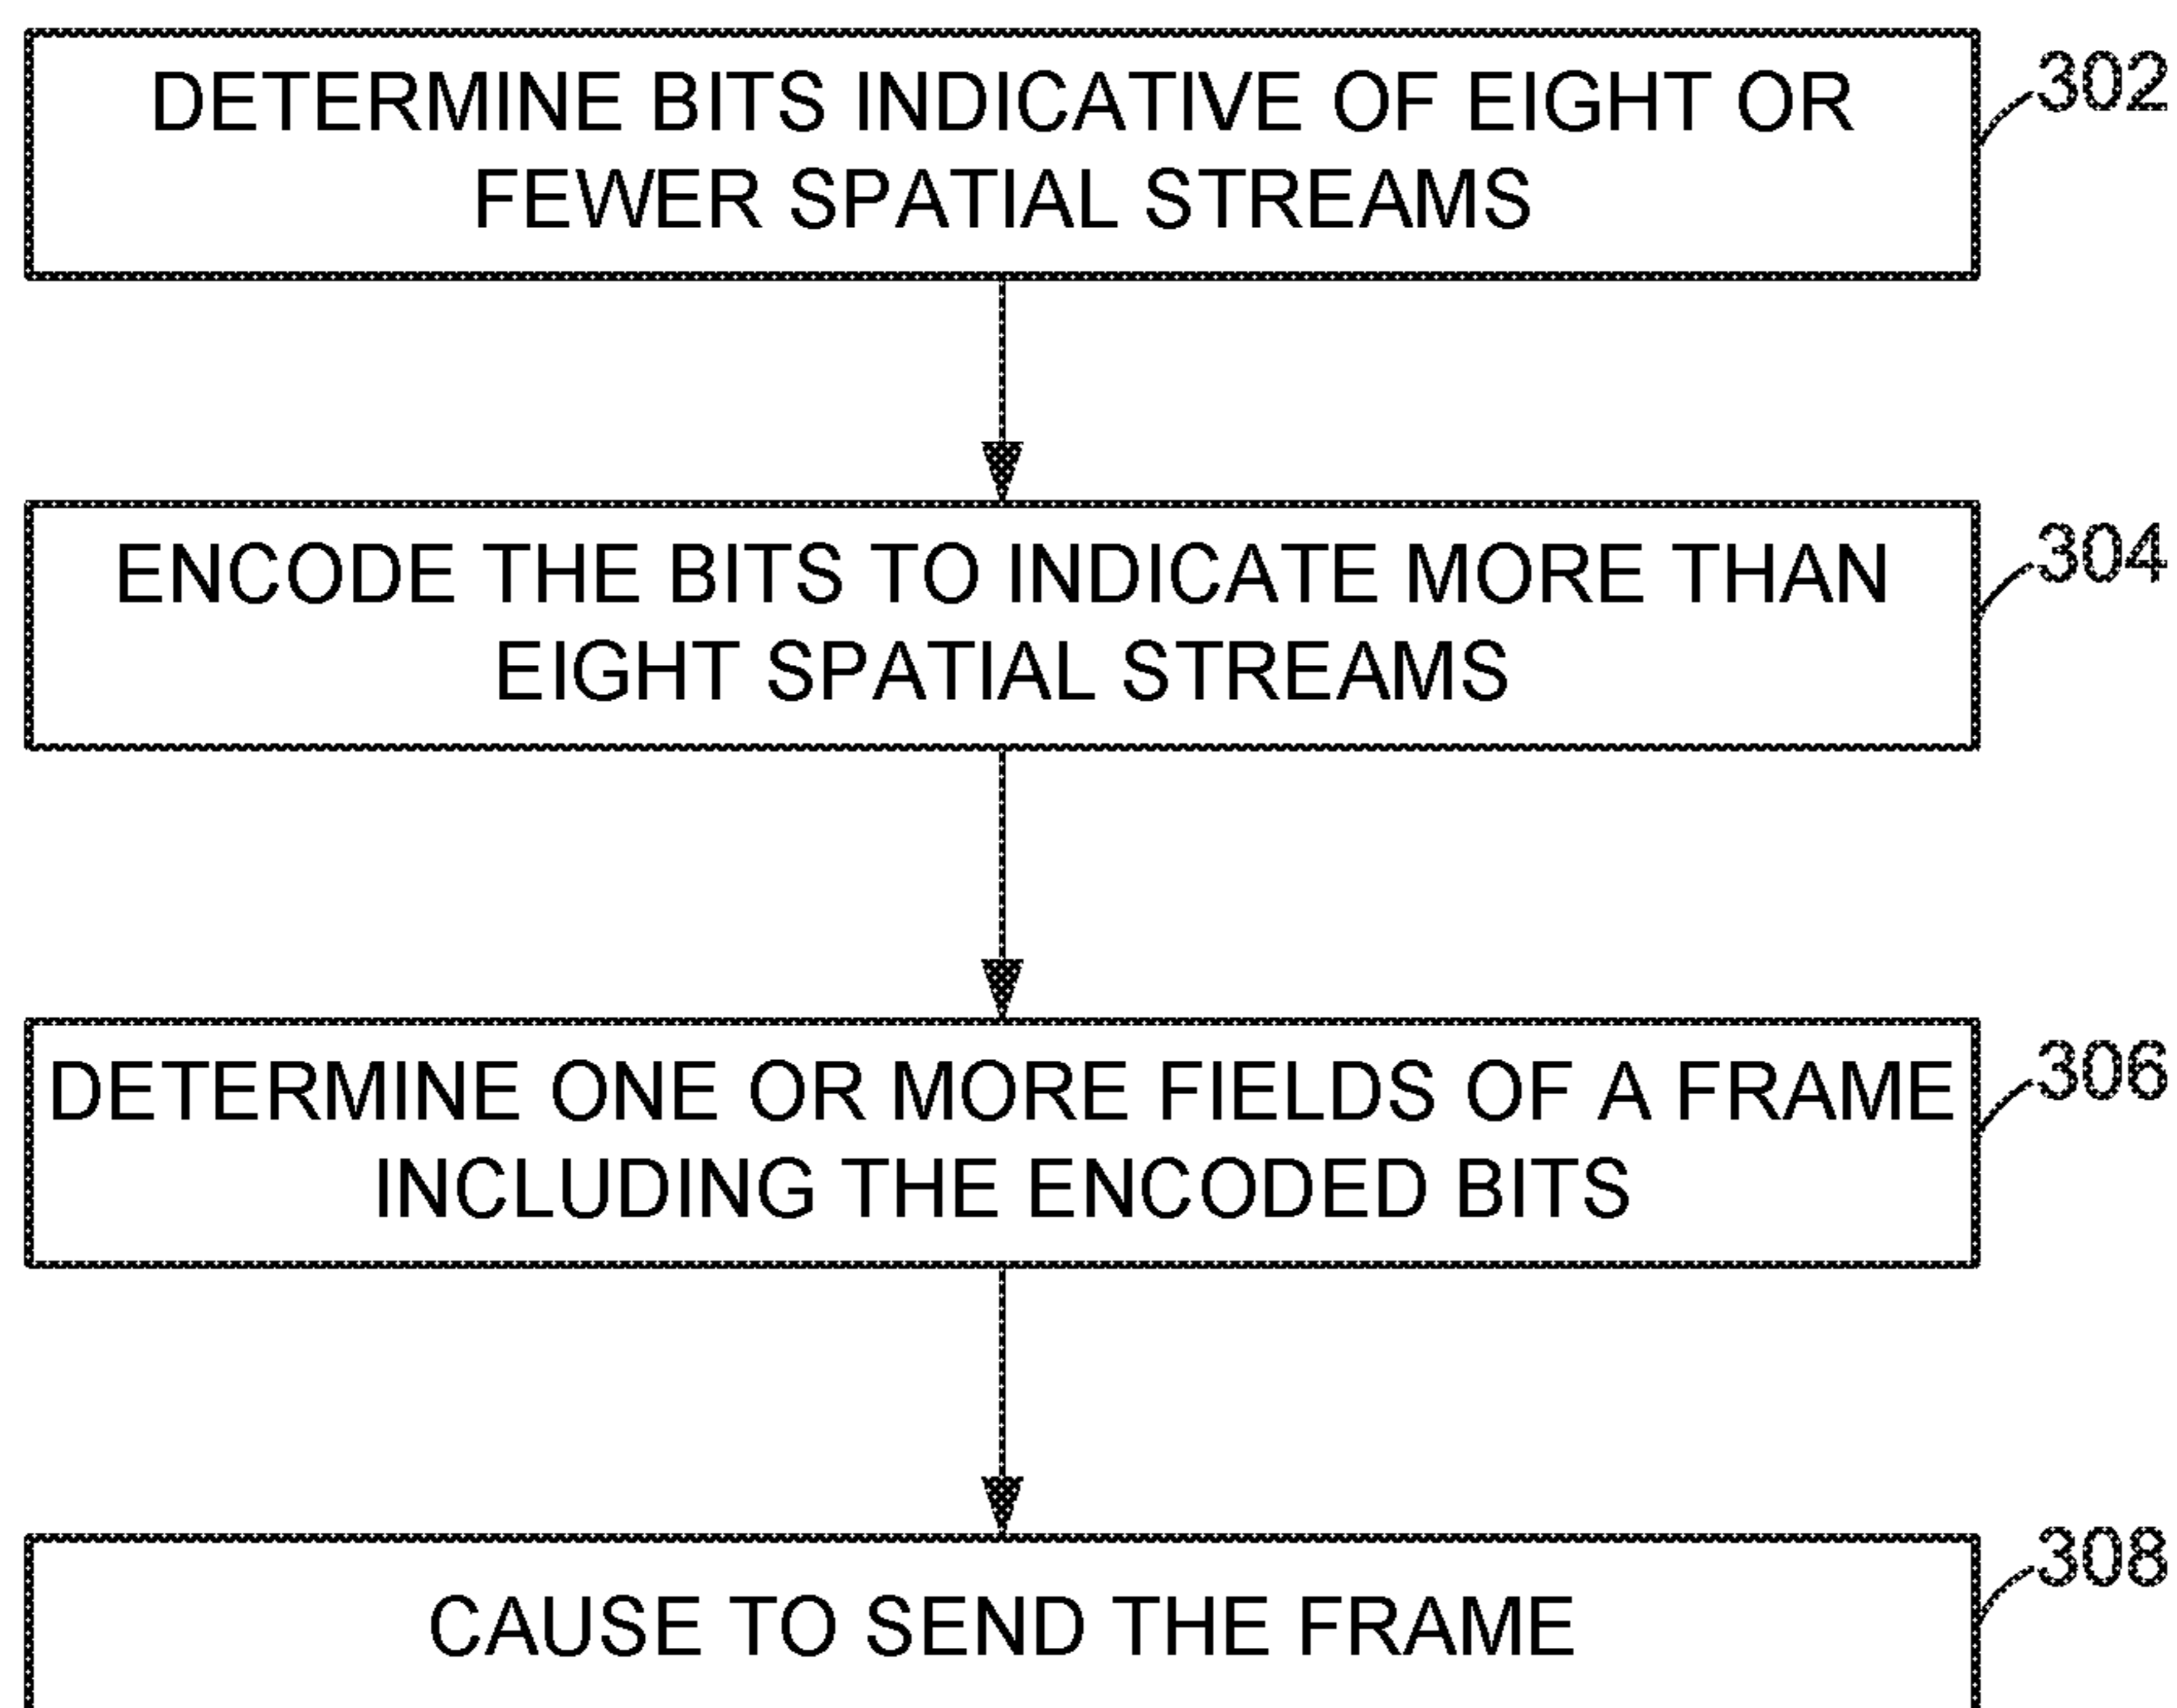 DETERMINE BITS INDICATIVE OF EIGHT OR
FEWER SPATIAL STREAMS
302
ENCODE THE BITS TO INDICATE MORE THAN
EIGHT SPATIAL STREAMS
304
DETERMINE ONE OR MORE FIELDS OF A FRAME
INCLUDING THE ENCODED BITS
306
CAUSE TO SEND THE FRAME
308